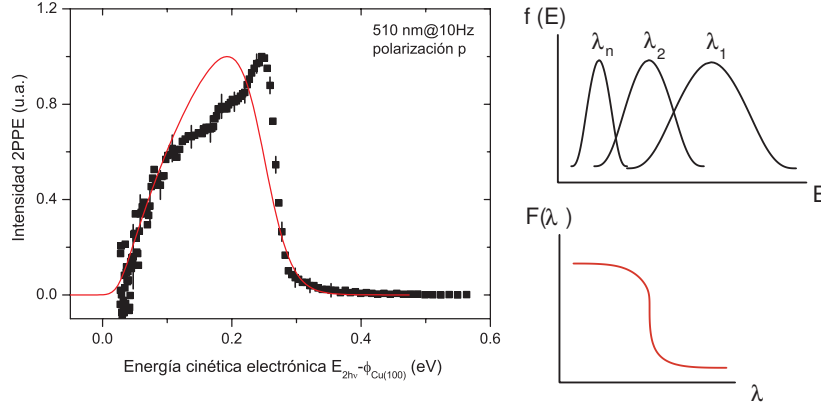 510 nm@10Hz
polarización p
Intensidad 2PPE (u.a.)
1.2
0.8
0.4
0.0
0.0
0.2
0.4
0.6
Energía cinética electrónica E2hν-ϕCu(100) (eV)
f (E)
λn
λ2
λ1
E
F(λ )
λ